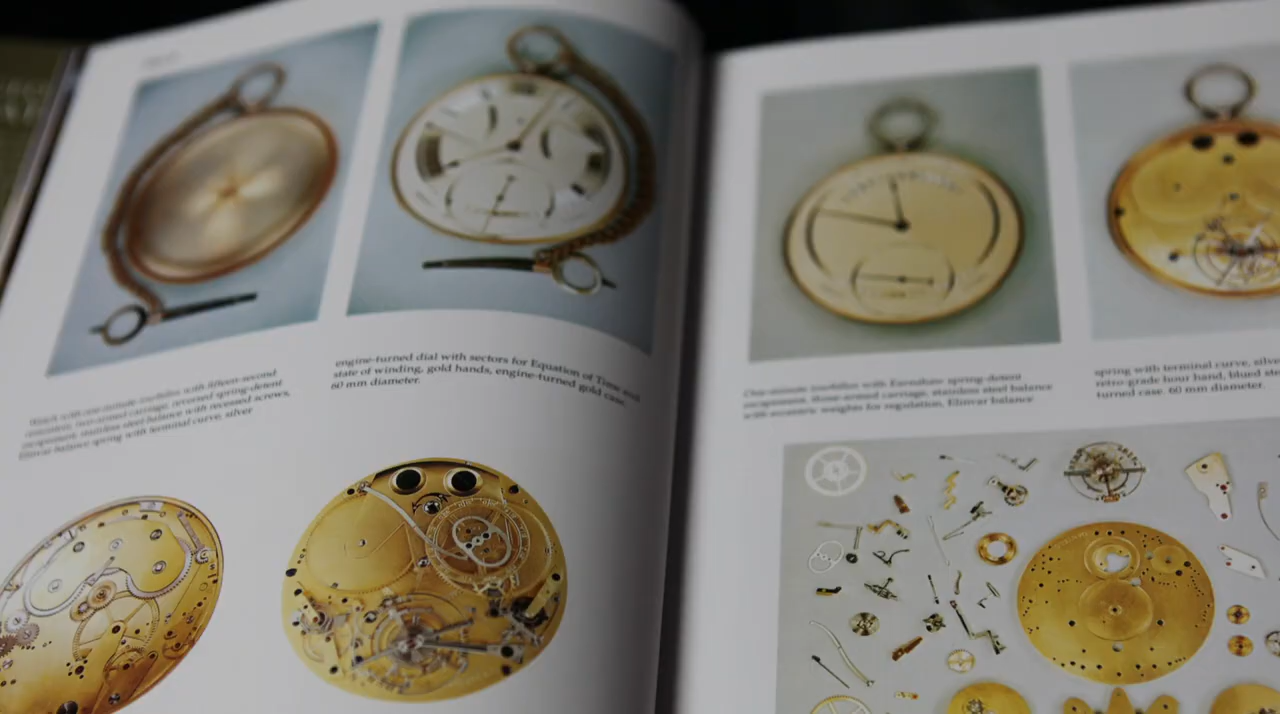 Watch with one-minute tourbillon with fifteen-second
remontoire, two-armed carriage, reversed spring-detent
escapement, stainless steel balance with recessed screws,
Elinvar balance spring with terminal curve, silver
engine-turned dial with sectors for Equation of Time and
state of winding, gold hands, engine-turned gold case.
60 mm diameter.
One-minute tourbillon with Earnshaw spring-detent
escapement, three-armed carriage, stainless steel balance
with eccentric weights for regulation, Elinvar balance
spring with terminal curve, silve
retro-grade hour hand, blued ste
turned case. 60 mm diameter.